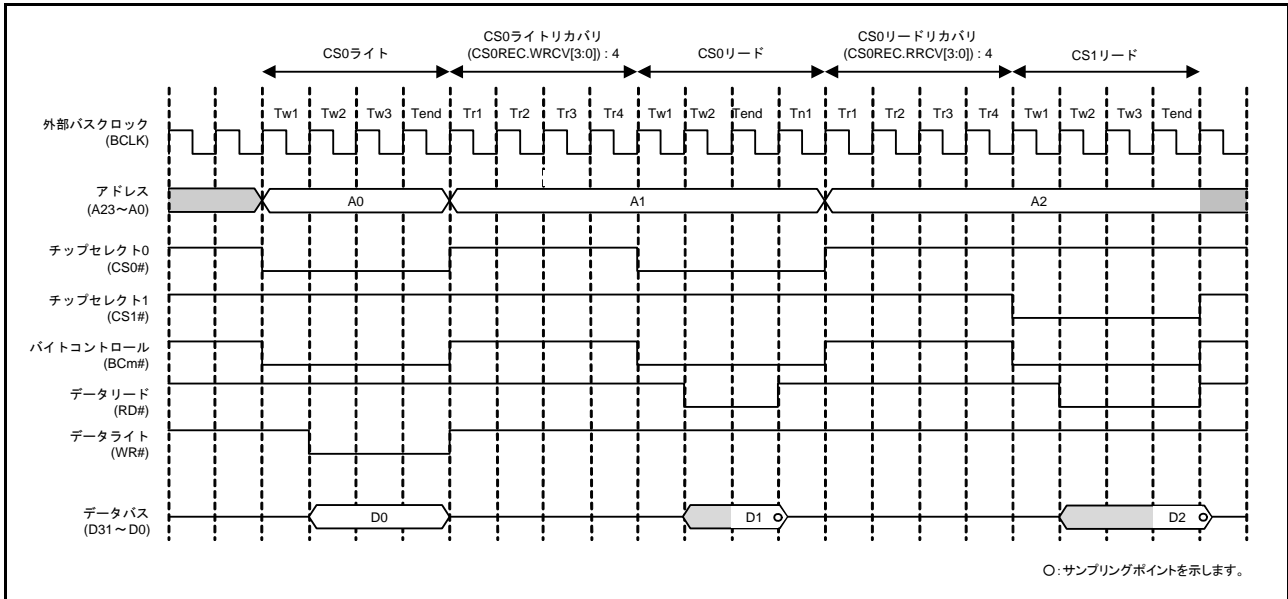 CS0ライト
CS0ライトリカバリ
(CS0REC.WRCV[3:0]) : 4
CS0リード
CS0リードリカバリ
(CS0REC.RRCV[3:0]) : 4
CS1リード
Tw1 Tw2 Tw3 Tend Tr1 Tr2 Tr3 Tr4 Tw1 Tw2 Tend Tn1 Tr1 Tr2 Tr3 Tr4 Tw1 Tw2 Tw3 Tend
外部バスクロック
(BCLK)
アドレス
(A23～A0)
A0 A1 A2
チップセレクト0
(CS0#)
チップセレクト1
(CS1#)
バイトコントロール
(BCm#)
データリード
(RD#)
データライト
(WR#)
データバス
(D31～D0)
D0 D1 D2
○：サンプリングポイントを示します。